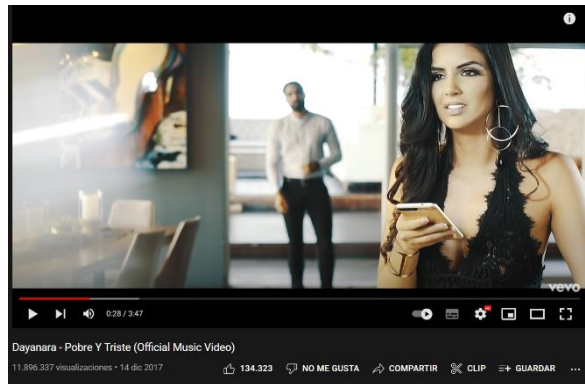 vevo
0:28 / 3:47
HD
Dayanara - Pobre Y Triste (Official Music Video)
11.896.337 visualizaciones • 14 dic 2017 134.323 NO ME GUSTA COMPARTIR CLIP GUARDAR